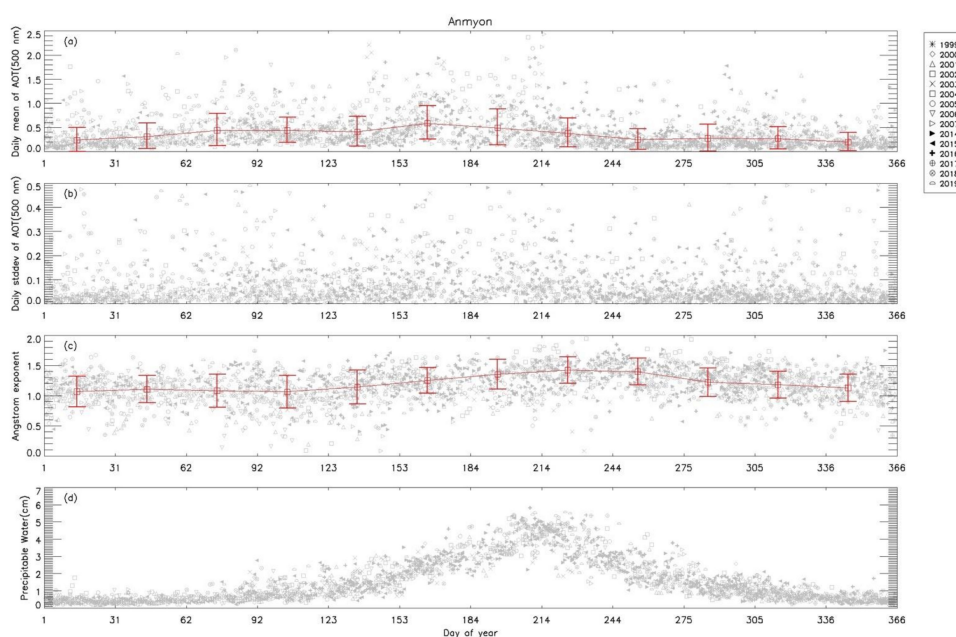 Anmyon
(a)
Daily mean of AOT(500 nm)
2.5
2.0
1.5
1.0
0.5
0.0
1 31 62 92 123 153 184 214 244 275 305 336 366
(b)
Daily stddev of AOT(500 nm)
0.5
0.4
0.3
0.2
0.1
0.0
1 31 62 92 123 153 184 214 244 275 305 336 366
(c)
Angstrom exponent
2.0
1.5
1.0
0.5
0.0
1 31 62 92 123 153 184 214 244 275 305 336 366
(d)
Precipitable Water(cm)
7
6
5
4
3
2
1
0
1 31 62 92 123 153 184 214 244 275 305 336 366
Day of year
1999
2000
2001
2002
2003
2004
2005
2006
2007
2014
2015
2016
2017
2018
2019